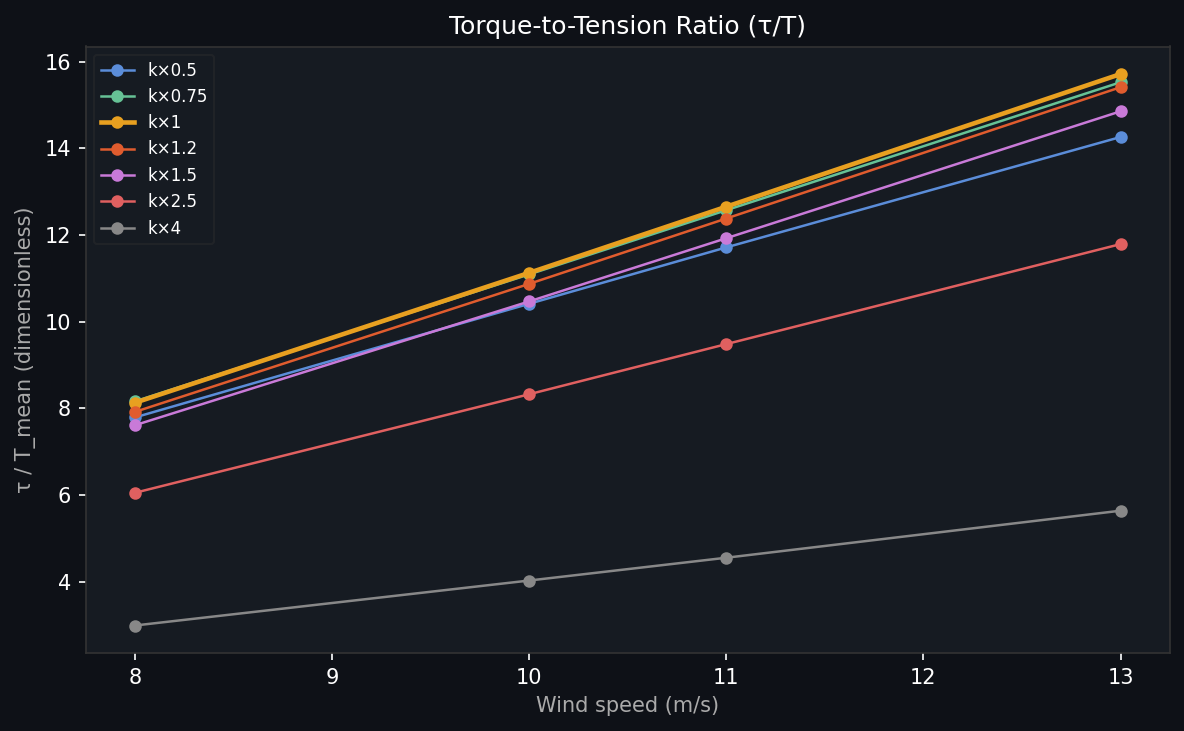 Torque-to-Tension Ratio (τ/T)
k×0.5
k×0.75
k×1
k×1.2
k×1.5
k×2.5
k×4
τ / T_mean (dimensionless)
16
14
12
10
8
6
4
8 9 10 11 12 13
Wind speed (m/s)